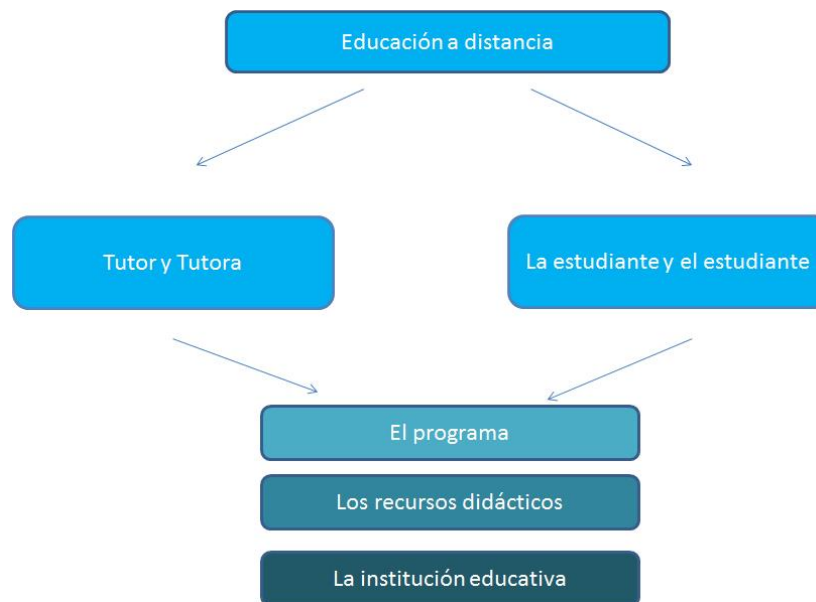 Educación a distancia
Tutor y Tutora
La estudiante y el estudiante
El programa
Los recursos didácticos
La institución educativa